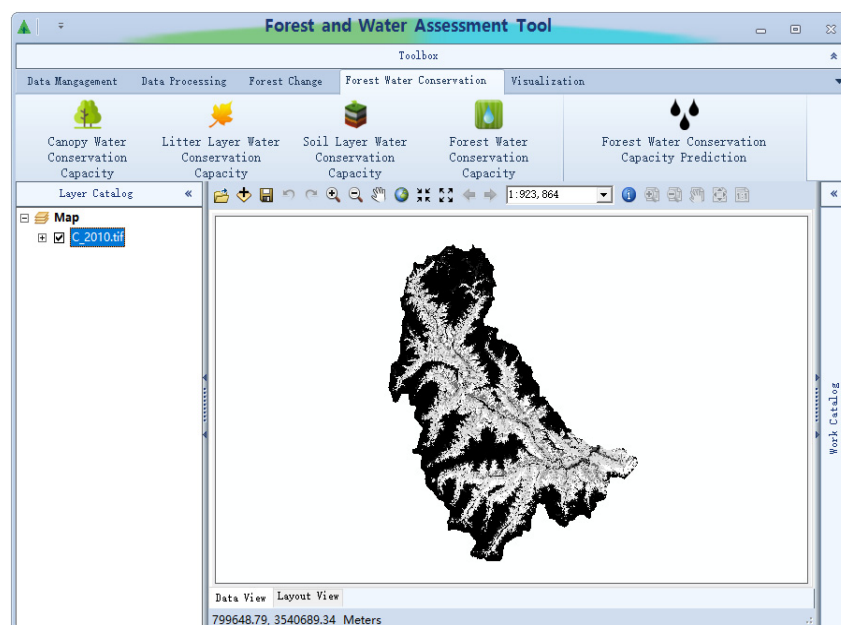 Forest and Water Assessment Tool
Toolbox
Data Mangagement Data Processing Forest Change Forest Water Conservation Visualization
Canopy Water Conservation Capacity
Litter Layer Water Conservation Capacity
Soil Layer Water Conservation Capacity
Forest Water Conservation Capacity
Forest Water Conservation Capacity Prediction
Layer Catalog
1:923,864
Map
C_2010.tif
Work Catalog
Data View Layout View
799648.79, 3540689.34 Meters